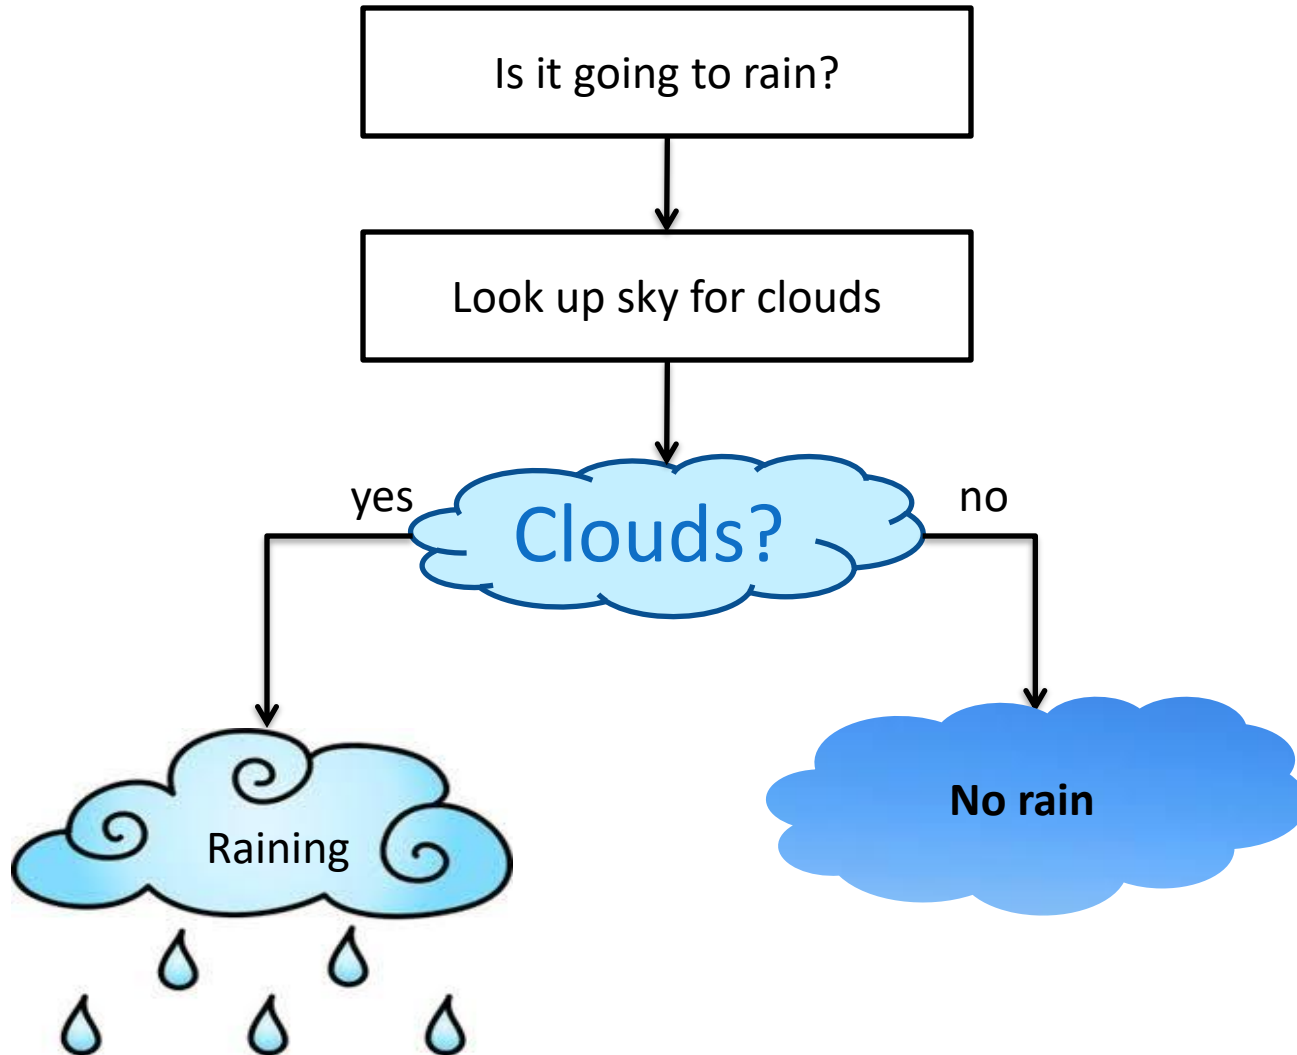 Is it going to rain?
Look up sky for clouds
yes
Clouds?
no
Raining
No rain